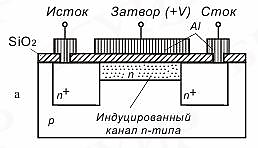 Исток Затвор (+V) Сток
SiO₂
Al
n
n+ n+
а
p
Индуцированный
канал n-типа